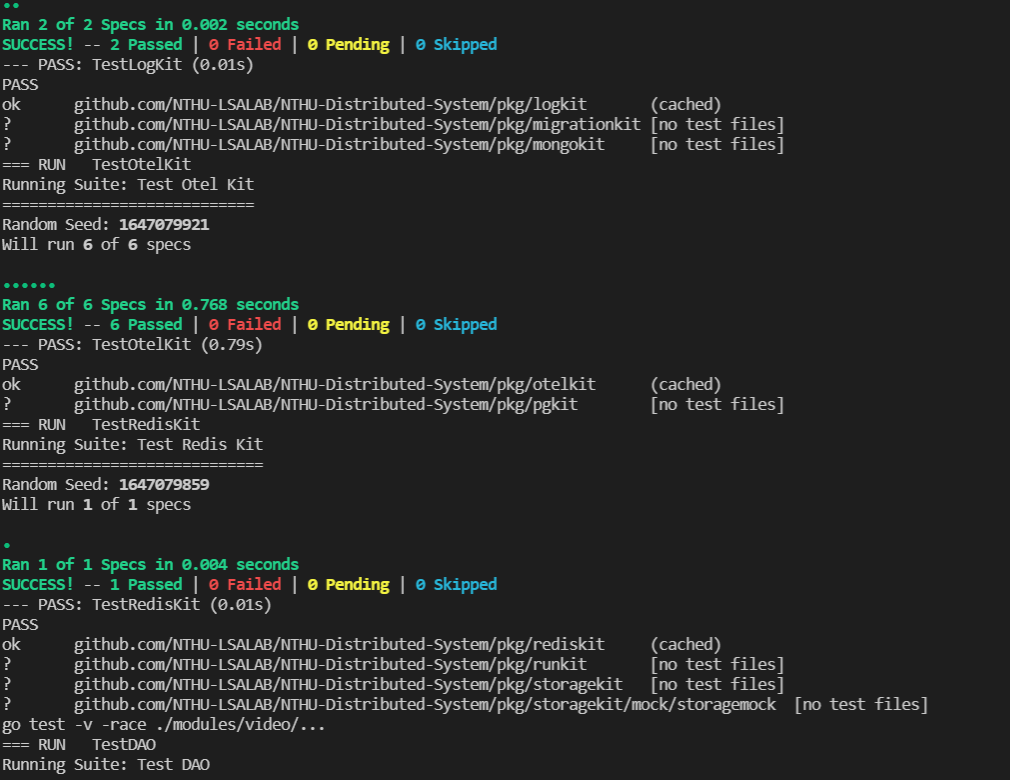 ••
Ran 2 of 2 Specs in 0.002 seconds
SUCCESS! -- 2 Passed | 0 Failed | 0 Pending | 0 Skipped
--- PASS: TestLogKit (0.01s)
PASS
ok      github.com/NTHU-LSALAB/NTHU-Distributed-System/pkg/logkit       (cached)
?       github.com/NTHU-LSALAB/NTHU-Distributed-System/pkg/migrationkit [no test files]
?       github.com/NTHU-LSALAB/NTHU-Distributed-System/pkg/mongokit     [no test files]
=== RUN   TestOtelKit
Running Suite: Test Otel Kit
============================
Random Seed: 1647079921
Will run 6 of 6 specs

••••••
Ran 6 of 6 Specs in 0.768 seconds
SUCCESS! -- 6 Passed | 0 Failed | 0 Pending | 0 Skipped
--- PASS: TestOtelKit (0.79s)
PASS
ok      github.com/NTHU-LSALAB/NTHU-Distributed-System/pkg/otelkit      (cached)
?       github.com/NTHU-LSALAB/NTHU-Distributed-System/pkg/pgkit        [no test files]
=== RUN   TestRedisKit
Running Suite: Test Redis Kit
=============================
Random Seed: 1647079859
Will run 1 of 1 specs

•
Ran 1 of 1 Specs in 0.004 seconds
SUCCESS! -- 1 Passed | 0 Failed | 0 Pending | 0 Skipped
--- PASS: TestRedisKit (0.01s)
PASS
ok      github.com/NTHU-LSALAB/NTHU-Distributed-System/pkg/rediskit     (cached)
?       github.com/NTHU-LSALAB/NTHU-Distributed-System/pkg/runkit       [no test files]
?       github.com/NTHU-LSALAB/NTHU-Distributed-System/pkg/storagekit   [no test files]
?       github.com/NTHU-LSALAB/NTHU-Distributed-System/pkg/storagekit/mock/storagemock  [no test files]
go test -v -race ./modules/video/...
=== RUN   TestDAO
Running Suite: Test DAO